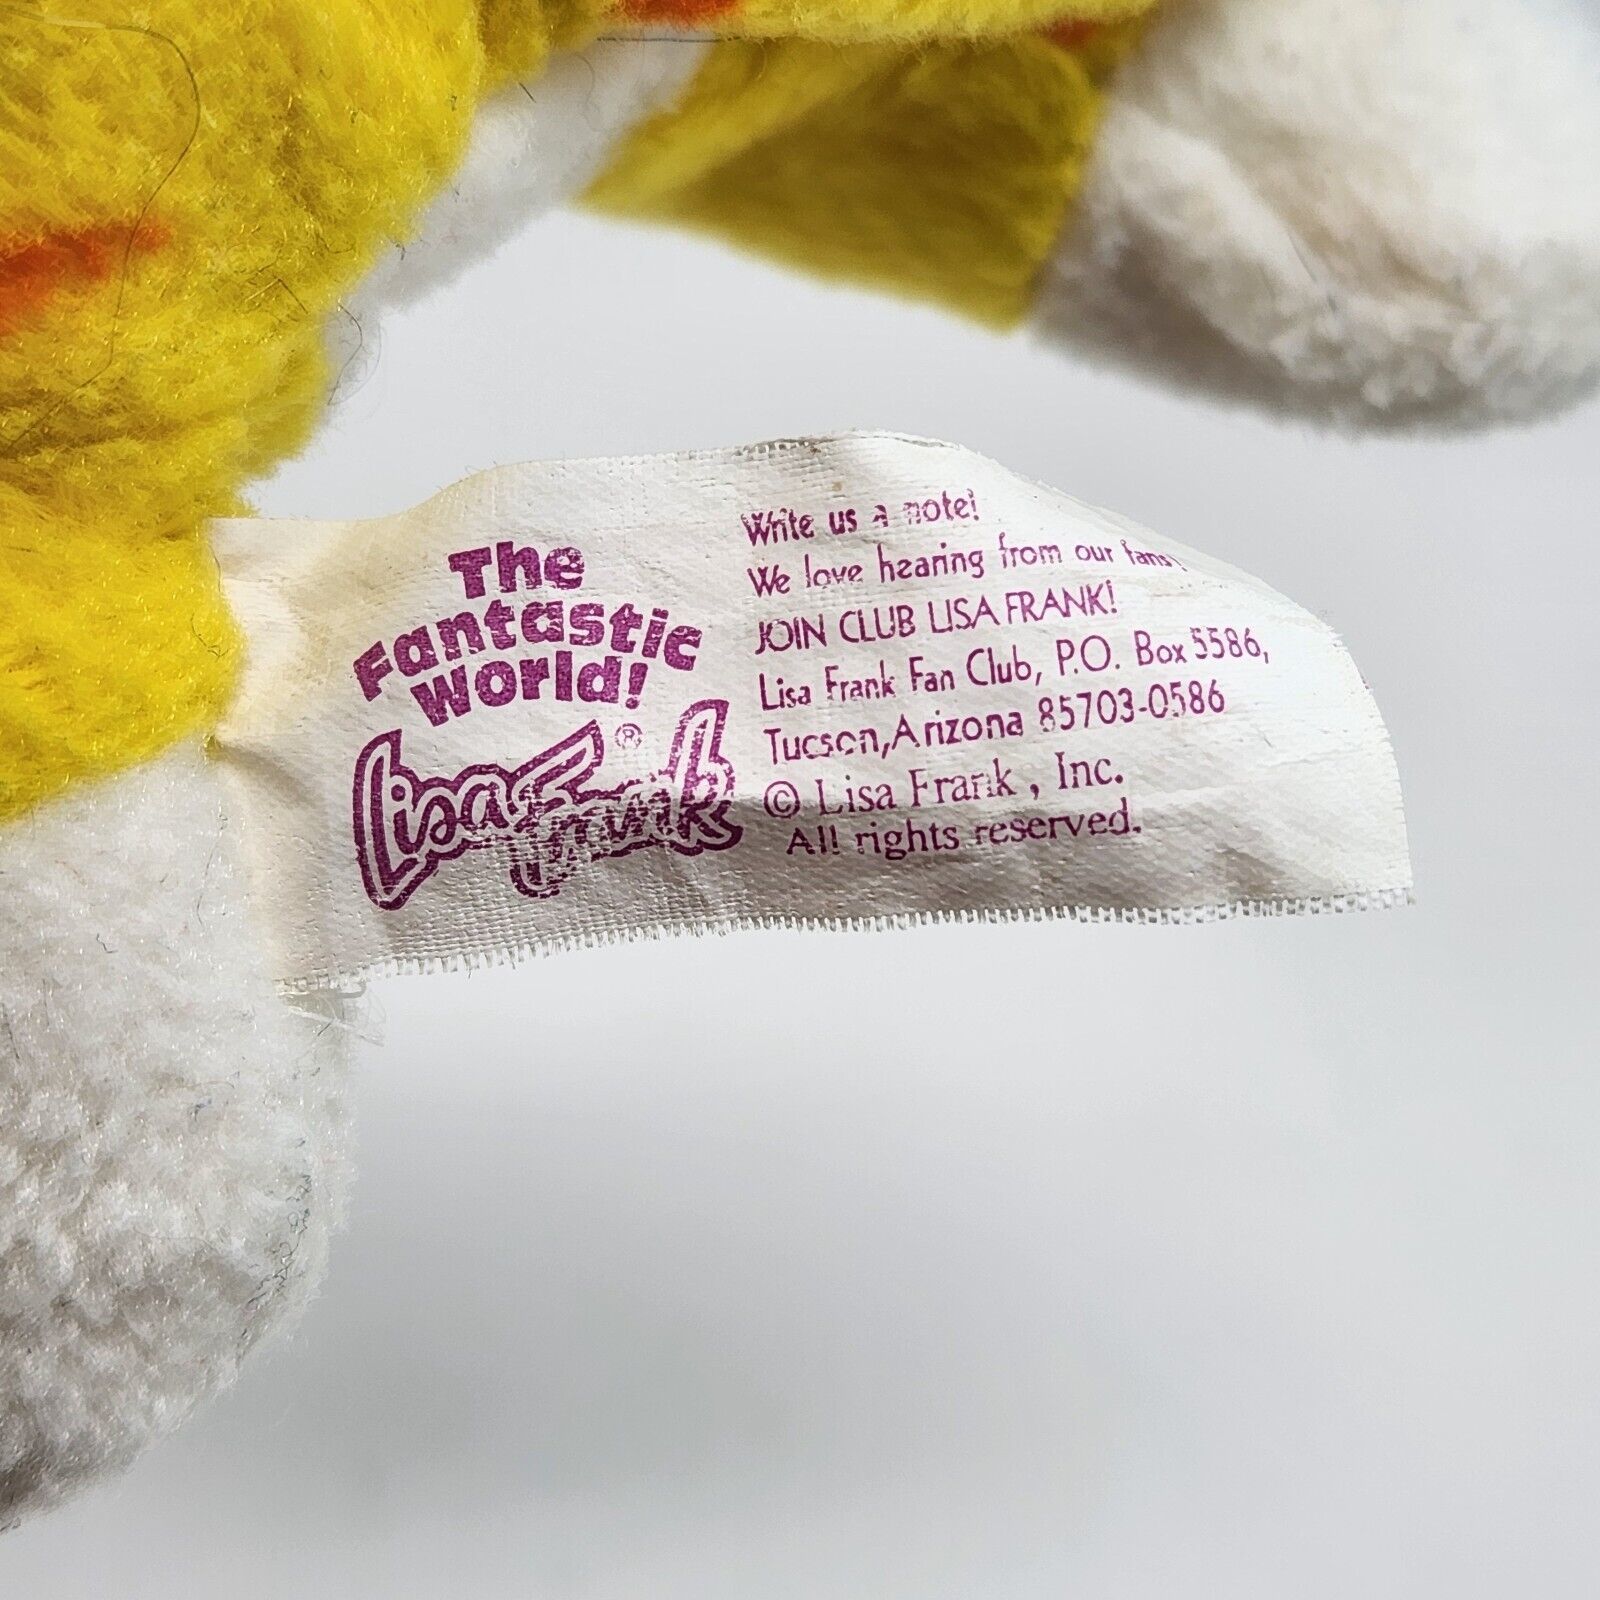 The
Fantastic
World!
Lisa Frank®
Write us a note!
We love hearing from our fans!
JOIN CLUB LISA FRANK!
Lisa Frank Fan Club, P.O. Box 5586,
Tucson, Arizona 85703-0586
© Lisa Frank, Inc.
All rights reserved.